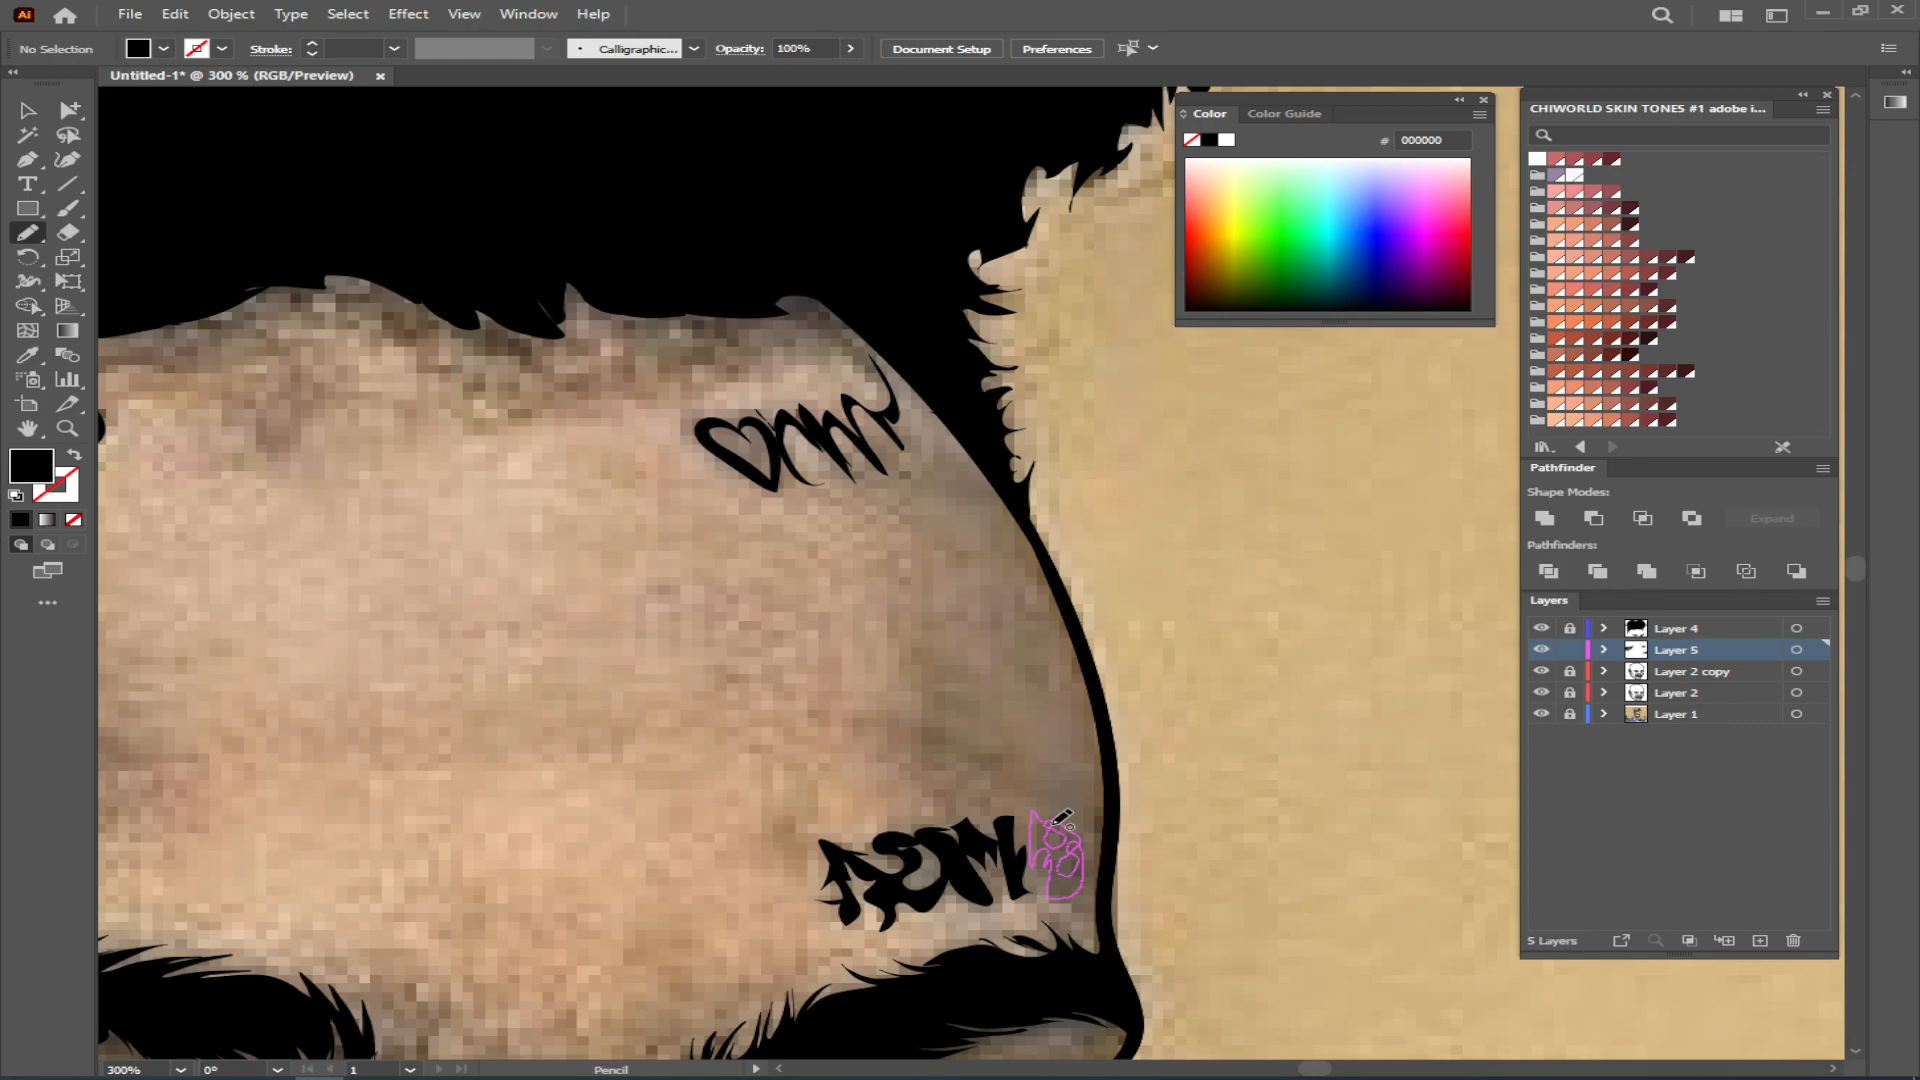 Ai File Edit Object Type Select Effect View Window Help
No Selection Stroke: Calligraphic... Opacity: 100% Document Setup Preferences
Untitled-1* @ 300 % (RGB/Preview)
Color Color Guide
# 000000
CHIWORLD SKIN TONES #1 adobe i...
Pathfinder
Shape Modes:
Expand
Pathfinders:
Layers
Layer 4
Layer 5
Layer 2 copy
Layer 2
Layer 1
5 Layers
300% 0° 1 Pencil